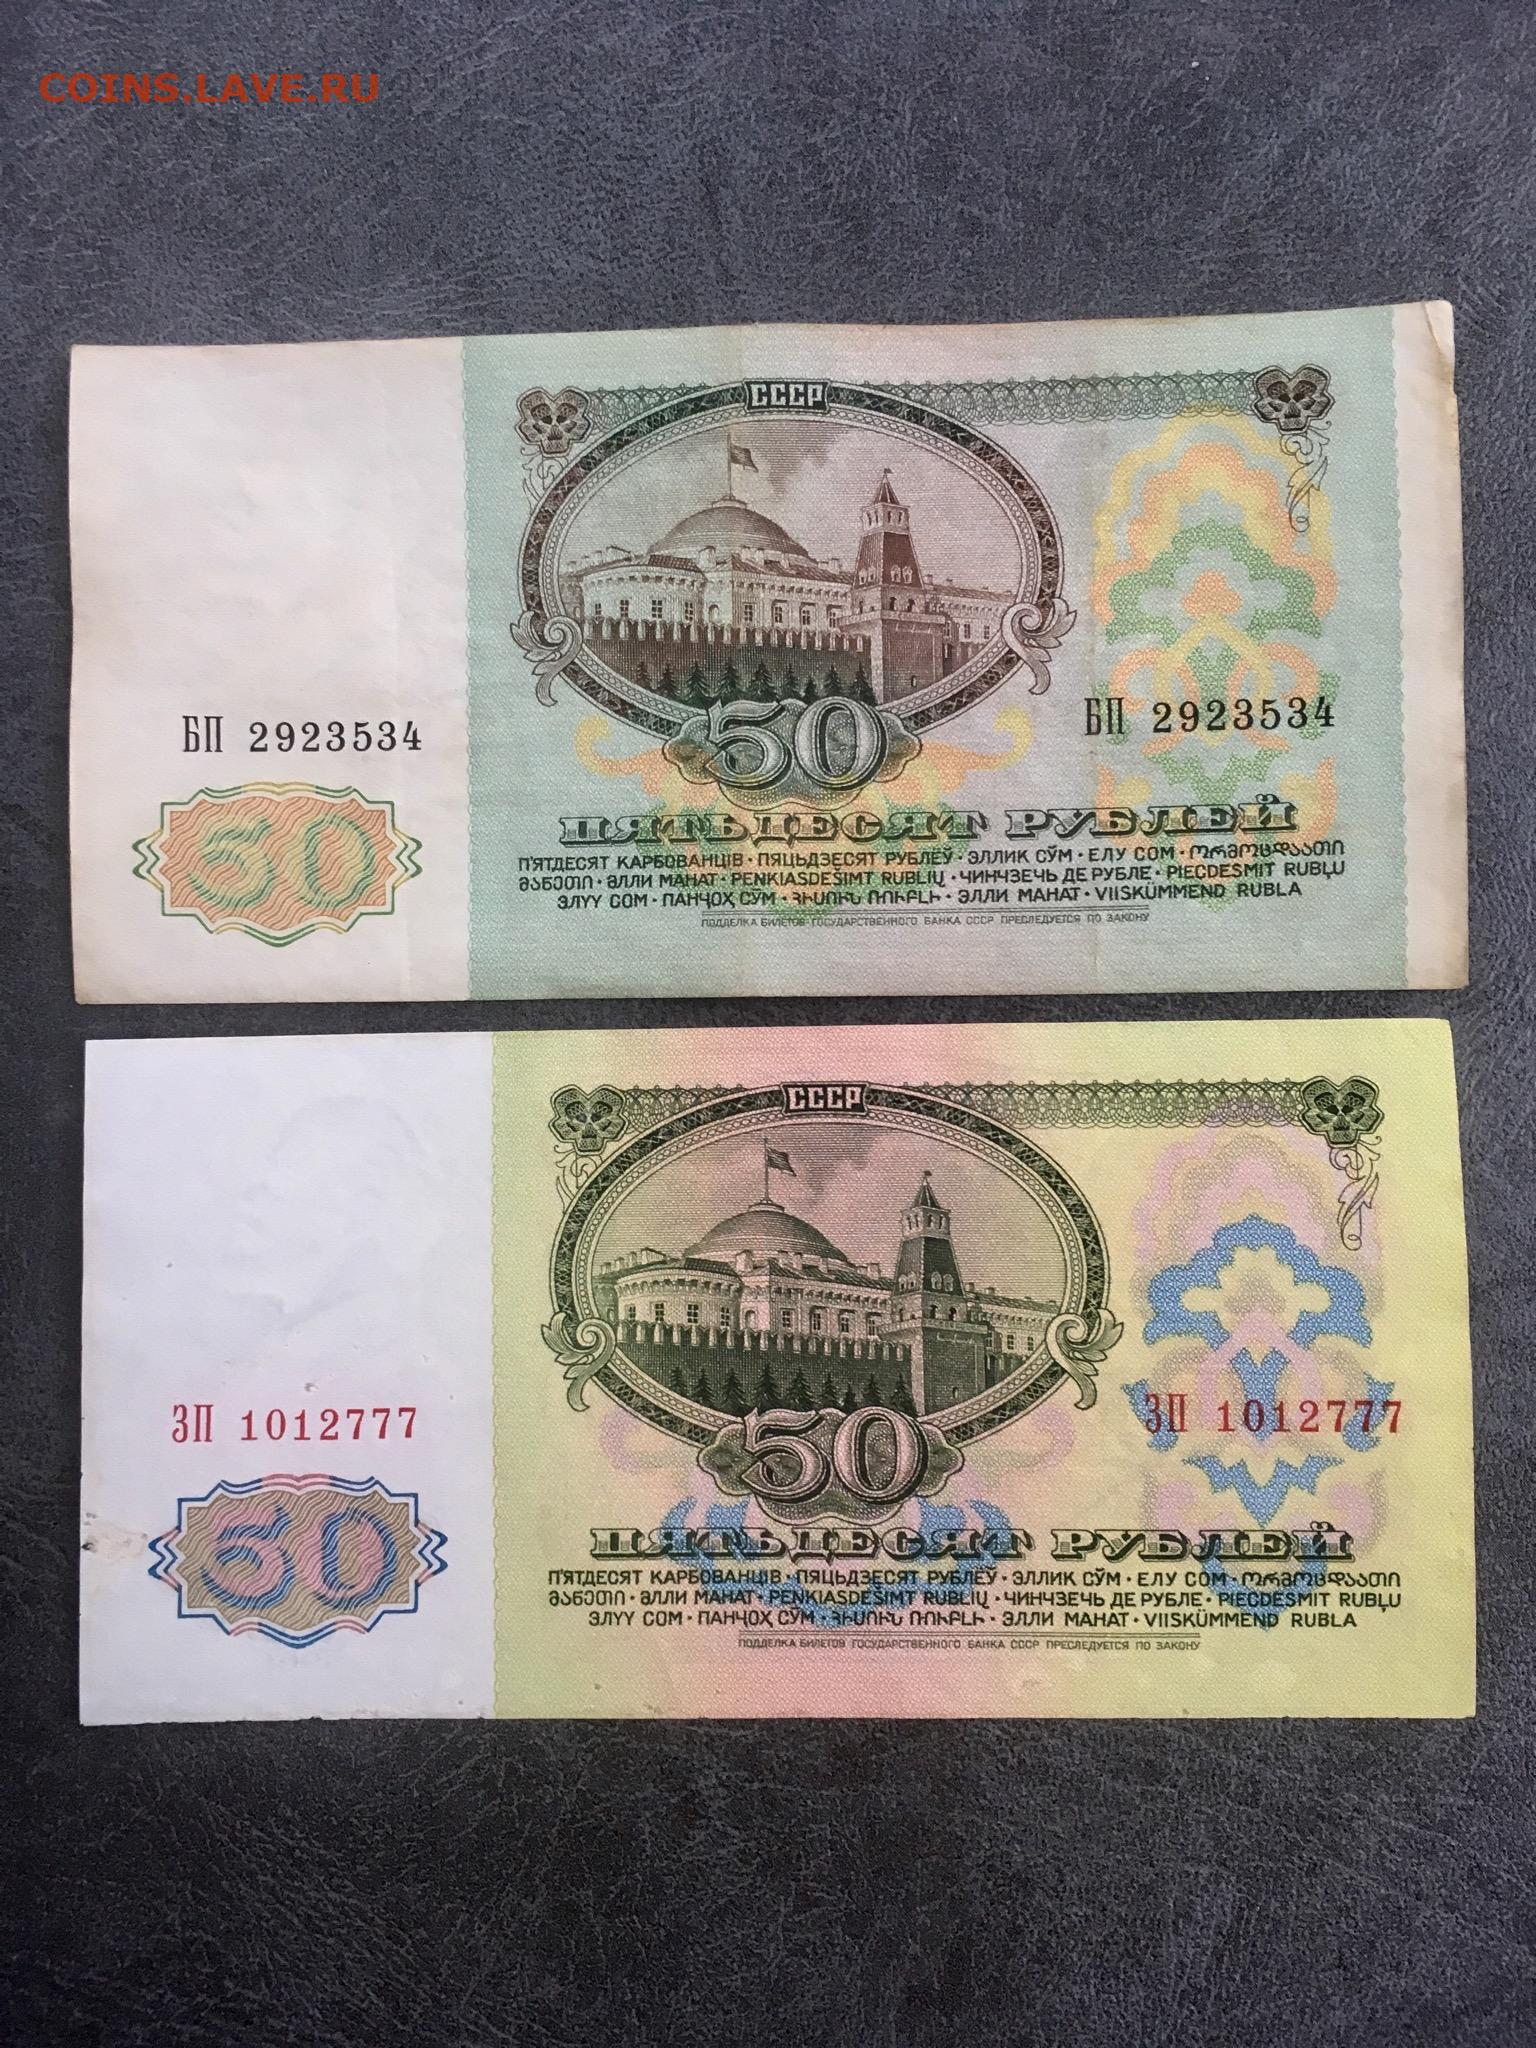 COINS.LAVE.RU
СССР
БП 2923534
БП 2923534
50
50
ПЯТЬДЕСЯТ РУБЛЕЙ
П'ЯТДЕСЯТ КАРБОВАНЦІВ · ПЯЦЬДЗЕСЯТ РУБЛЁЎ · ЭЛЛИК СЎМ · ЕЛУ СОМ · ᲝᲠᲛᲝᲪᲓᲐᲐᲗᲘ
ᲛᲐᲜᲔᲗᲘ · ӘЛЛИ МАНАТ · PENKIASDEŠIMT RUBLIŲ · ЧИНЧЗЕЧЬ ДЕ РУБЛЕ · PIECDESMIT RUBĻU
ЭЛУУ СОМ · ПАНҶОҲ СЎМ · ՀԻՍՈՒՆ ՌՈՒԲԼԻ · ЭЛЛИ МАНАТ · VIISKÜMMEND RUBLA
ПОДДЕЛКА БИЛЕТОВ ГОСУДАРСТВЕННОГО БАНКА СССР ПРЕСЛЕДУЕТСЯ ПО ЗАКОНУ
СССР
ЗП 1012777
ЗП 1012777
50
50
ПЯТЬДЕСЯТ РУБЛЕЙ
П'ЯТДЕСЯТ КАРБОВАНЦІВ · ПЯЦЬДЗЕСЯТ РУБЛЁЎ · ЭЛЛИК СЎМ · ЕЛУ СОМ · ᲝᲠᲛᲝᲪᲓᲐᲐᲗᲘ
ᲛᲐᲜᲔᲗᲘ · ӘЛЛИ МАНАТ · PENKIASDEŠIMT RUBLIŲ · ЧИНЧЗЕЧЬ ДЕ РУБЛЕ · PIECDESMIT RUBĻU
ЭЛУУ СОМ · ПАНҶОҲ СЎМ · ՀԻՍՈՒՆ ՌՈՒԲԼԻ · ЭЛЛИ МАНАТ · VIISKÜMMEND RUBLA
ПОДДЕЛКА БИЛЕТОВ ГОСУДАРСТВЕННОГО БАНКА СССР ПРЕСЛЕДУЕТСЯ ПО ЗАКОНУ